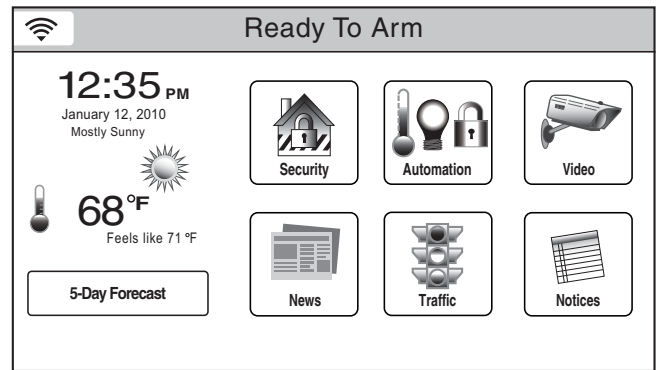 Ready To Arm
12:35 PM
January 12, 2010
Mostly Sunny
68°F
Feels like 71 °F
5-Day Forecast
Security
Automation
Video
News
Traffic
Notices